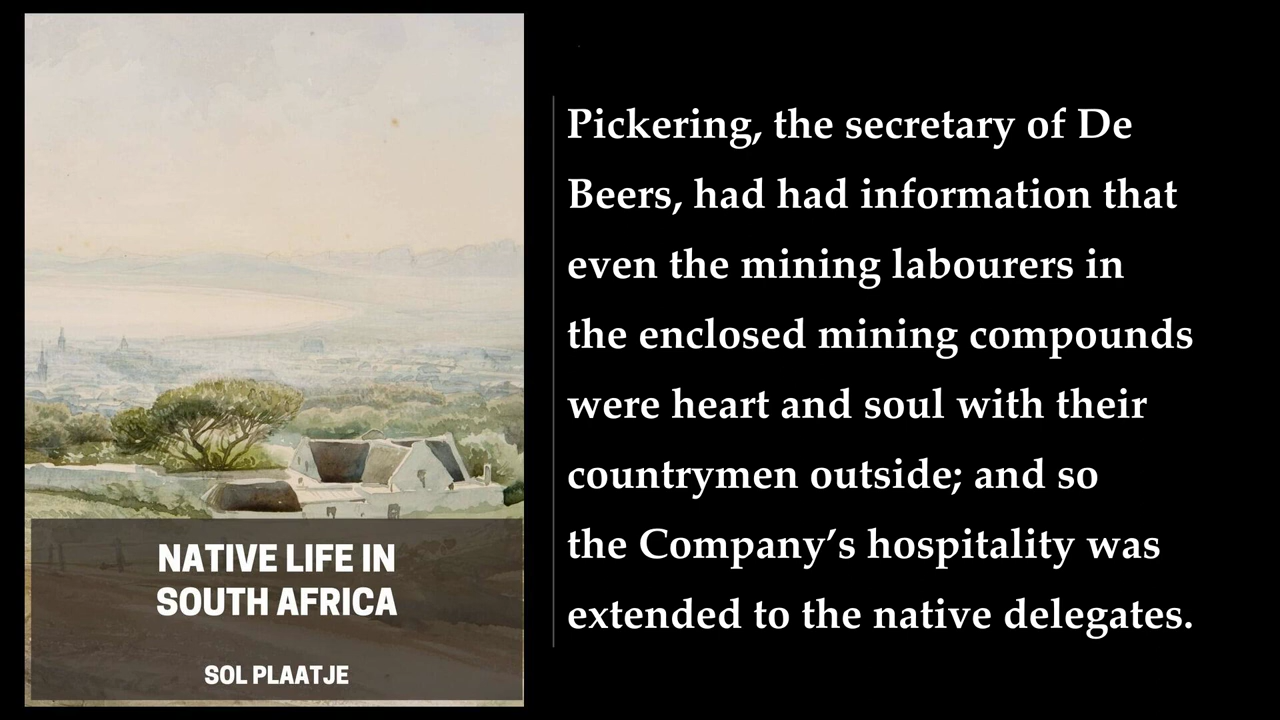 NATIVE LIFE IN
SOUTH AFRICA
SOL PLAATJE
Pickering, the secretary of De
Beers, had had information that
even the mining labourers in
the enclosed mining compounds
were heart and soul with their
countrymen outside; and so
the Company’s hospitality was
extended to the native delegates.